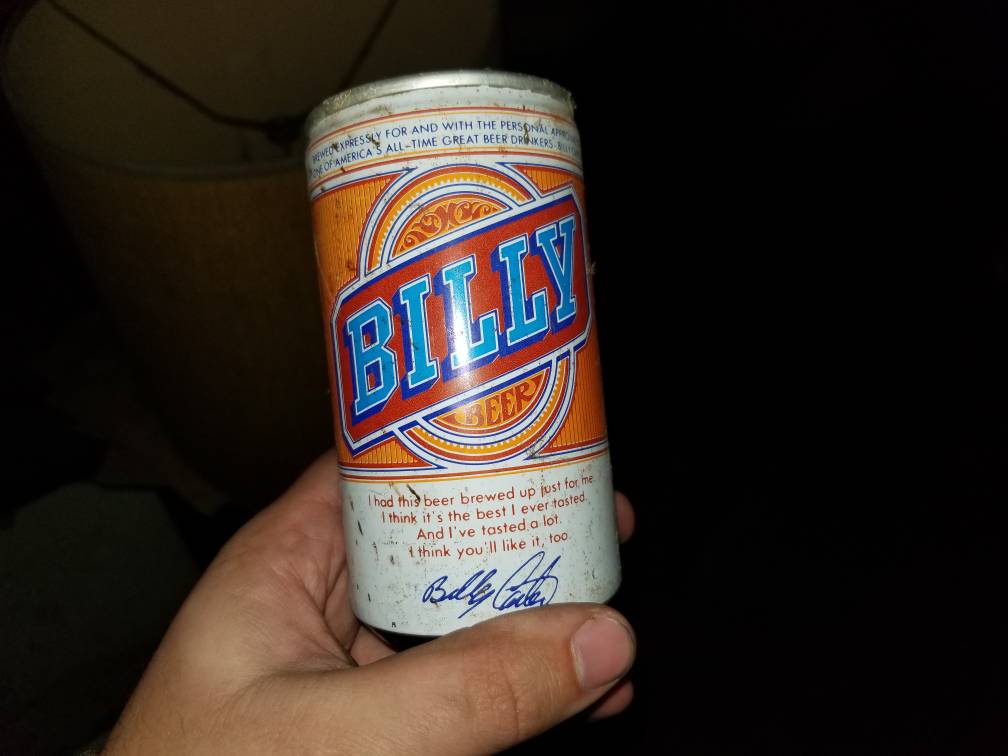 BREWED EXPRESSLY FOR AND WITH THE PERSONAL
ONE OF AMERICA'S ALL-TIME GREAT BEER DRINKERS-BILLY
BILLY
BEER
I had this beer brewed up just for me.
I think it's the best I ever tasted.
And I've tasted a lot.
I think you'll like it, too.
Billy Carter